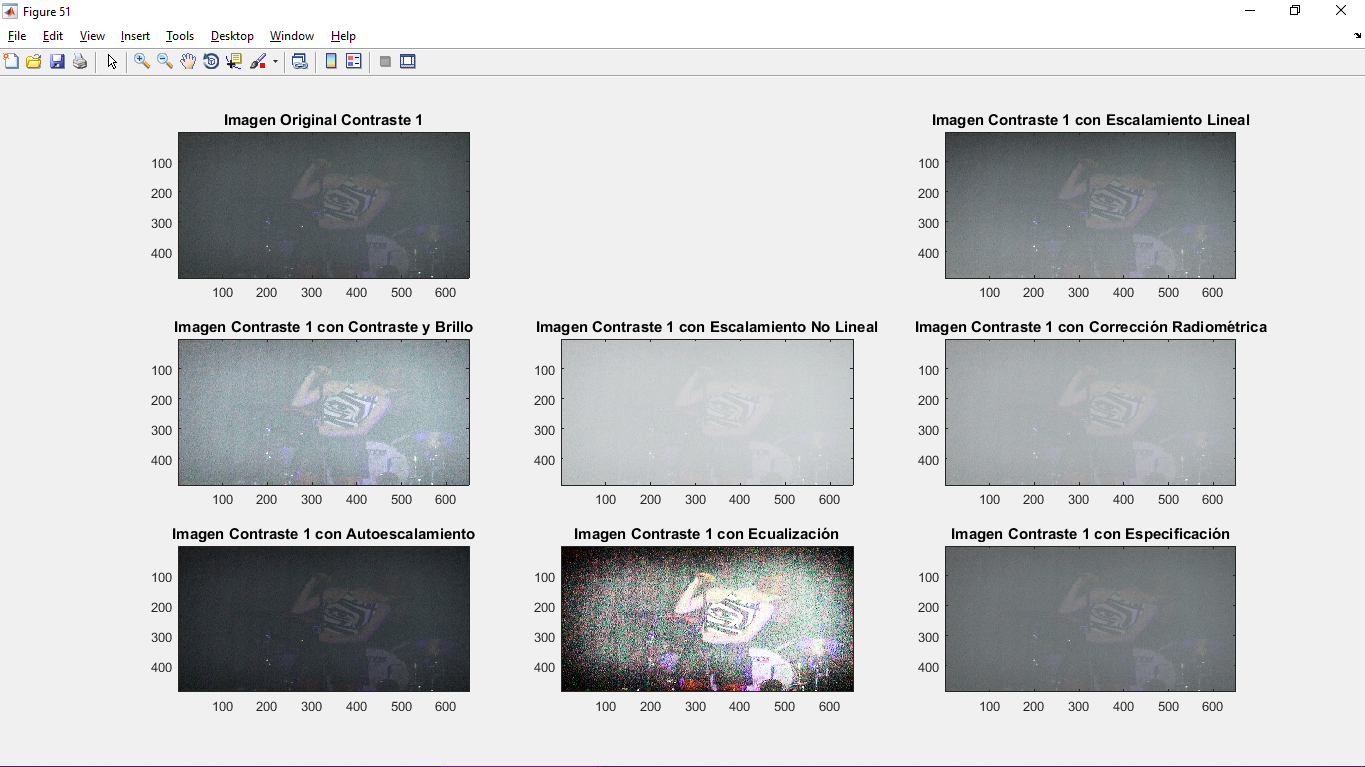 Figure 51
File Edit View Insert Tools Desktop Window Help
Imagen Original Contraste 1
100
200
300
400
100 200 300 400 500 600
Imagen Contraste 1 con Escalamiento Lineal
100
200
300
400
100 200 300 400 500 600
Imagen Contraste 1 con Contraste y Brillo
100
200
300
400
100 200 300 400 500 600
Imagen Contraste 1 con Escalamiento No Lineal
100
200
300
400
100 200 300 400 500 600
Imagen Contraste 1 con Corrección Radiométrica
100
200
300
400
100 200 300 400 500 600
Imagen Contraste 1 con Autoescalamiento
100
200
300
400
100 200 300 400 500 600
Imagen Contraste 1 con Ecualización
100
200
300
400
100 200 300 400 500 600
Imagen Contraste 1 con Especificación
100
200
300
400
100 200 300 400 500 600